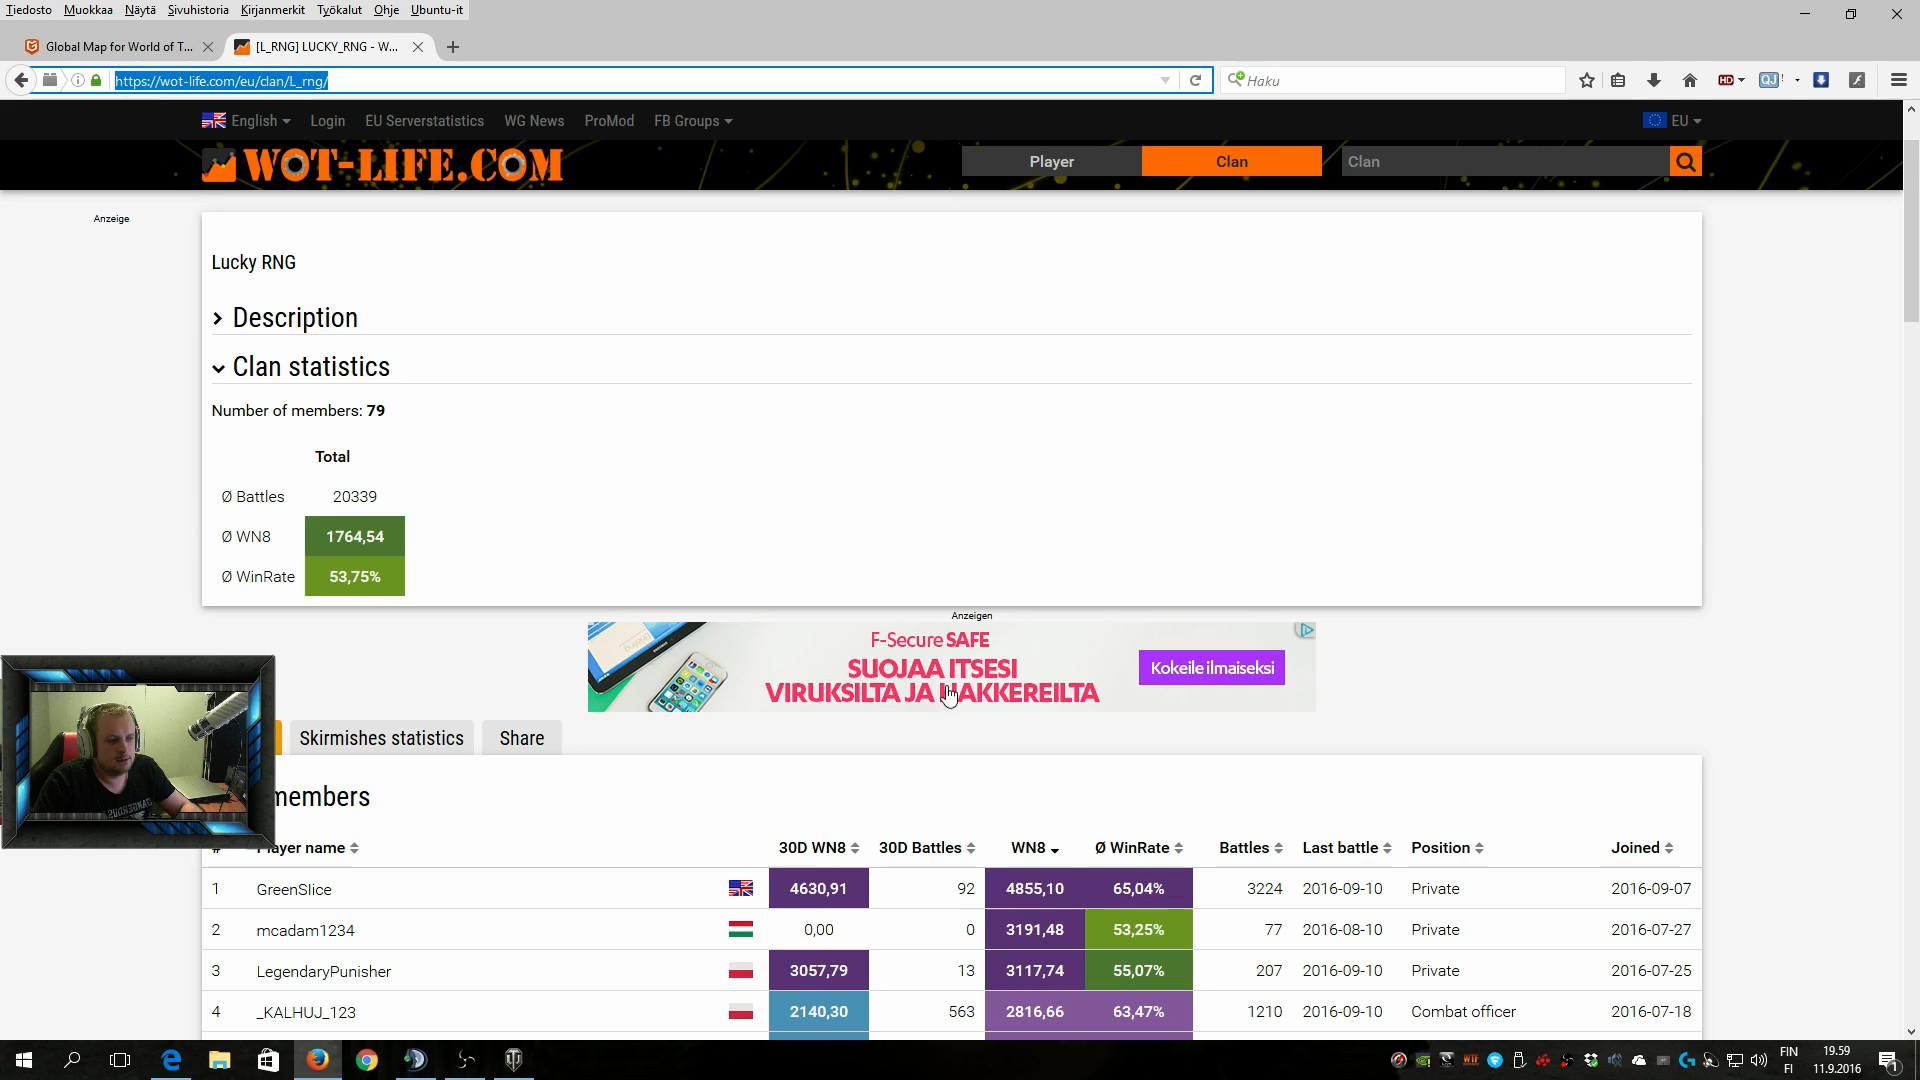 Tiedosto Muokkaa Näytä Sivuhistoria Kirjanmerkit Työkalut Ohje Ubuntu-it
Global Map for World of T... [L_RNG] LUCKY_RNG - W...
https://wot-life.com/eu/clan/L_rng/ Haku HD QJ !
English Login EU Serverstatistics WG News ProMod FB Groups EU
WOT-LIFE.COM Player Clan Clan
Anzeige
Lucky RNG
Description
Clan statistics
Number of members: 79
Total
Ø Battles 20339
Ø WN8 1764,54
Ø WinRate 53,75%
Anzeigen
F-Secure SAFE
SUOJAA ITSESI
VIRUKSILTA JA HAKKEREILTA
Kokeile ilmaiseksi
Skirmishes statistics Share
members
# Player name 30D WN8 30D Battles WN8 Ø WinRate Battles Last battle Position Joined
1 GreenSlice 4630,91 92 4855,10 65,04% 3224 2016-09-10 Private 2016-09-07
2 mcadam1234 0,00 0 3191,48 53,25% 77 2016-08-10 Private 2016-07-27
3 LegendaryPunisher 3057,79 13 3117,74 55,07% 207 2016-09-10 Private 2016-07-25
4 _KALHUJ_123 2140,30 563 2816,66 63,47% 1210 2016-09-10 Combat officer 2016-07-18
FIN 19.59
FI 11.9.2016 1